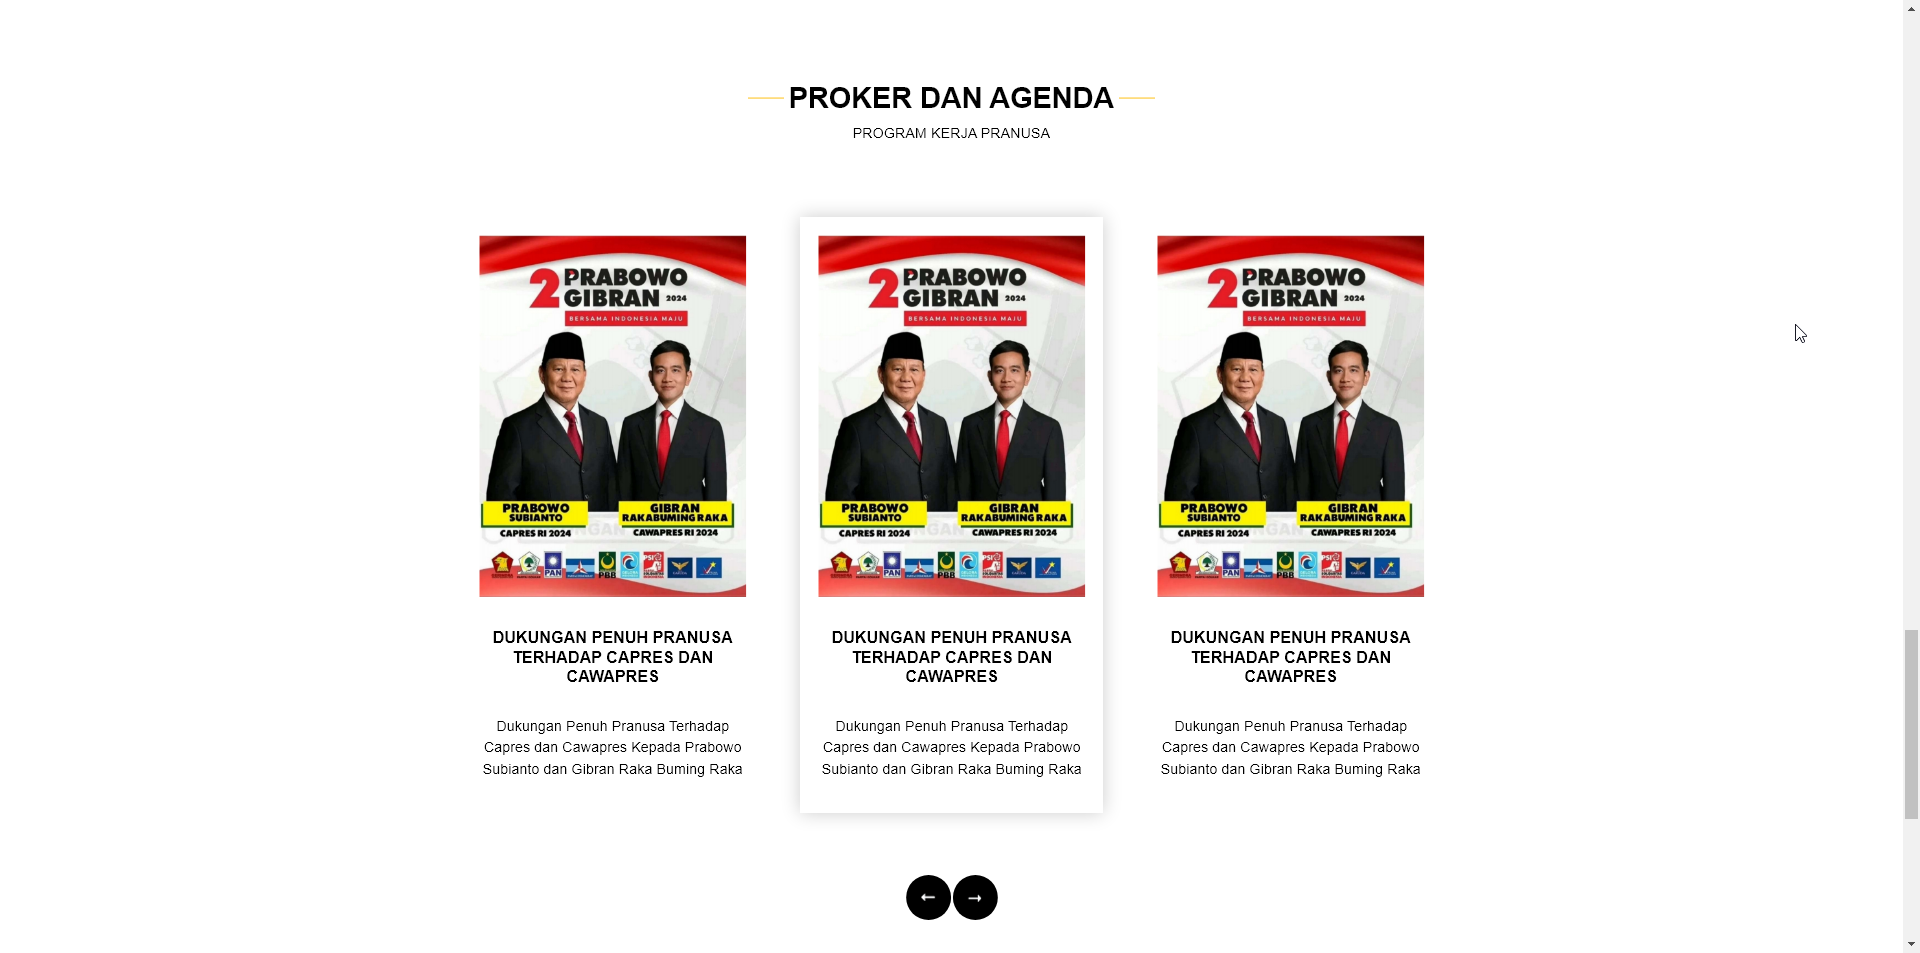 PROKER DAN AGENDA
PROGRAM KERJA PRANUSA
2 PRABOWO
GIBRAN 2024
BERSAMA INDONESIA MAJU
PRABOWO
SUBIANTO
CAPRES RI 2024
GIBRAN
RAKABUMING RAKA
CAWAPRES RI 2024
PAN
PBB
PSI
DUKUNGAN PENUH PRANUSA
TERHADAP CAPRES DAN
CAWAPRES
Dukungan Penuh Pranusa Terhadap
Capres dan Cawapres Kepada Prabowo
Subianto dan Gibran Raka Buming Raka
2 PRABOWO
GIBRAN 2024
BERSAMA INDONESIA MAJU
PRABOWO
SUBIANTO
CAPRES RI 2024
GIBRAN
RAKABUMING RAKA
CAWAPRES RI 2024
PAN
PBB
PSI
DUKUNGAN PENUH PRANUSA
TERHADAP CAPRES DAN
CAWAPRES
Dukungan Penuh Pranusa Terhadap
Capres dan Cawapres Kepada Prabowo
Subianto dan Gibran Raka Buming Raka
2 PRABOWO
GIBRAN 2024
BERSAMA INDONESIA MAJU
PRABOWO
SUBIANTO
CAPRES RI 2024
GIBRAN
RAKABUMING RAKA
CAWAPRES RI 2024
PAN
PBB
PSI
DUKUNGAN PENUH PRANUSA
TERHADAP CAPRES DAN
CAWAPRES
Dukungan Penuh Pranusa Terhadap
Capres dan Cawapres Kepada Prabowo
Subianto dan Gibran Raka Buming Raka